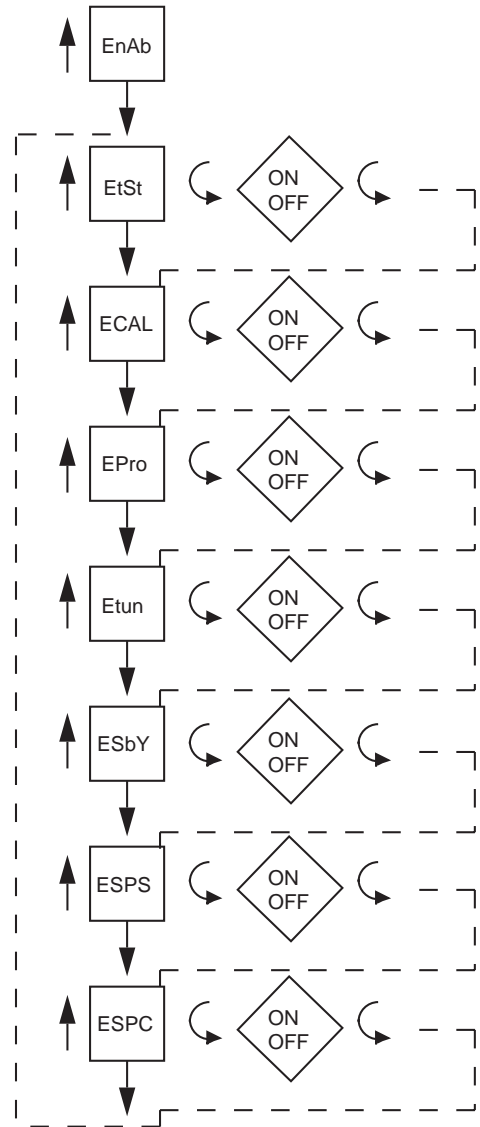 EnAb
EtSt
ON
OFF
ECAL
ON
OFF
EPro
ON
OFF
Etun
ON
OFF
ESbY
ON
OFF
ESPS
ON
OFF
ESPC
ON
OFF